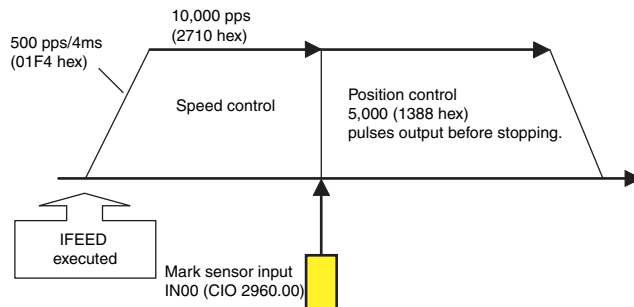 10,000 pps
(2710 hex)
500 pps/4ms
(01F4 hex)
Speed control
Position control
5,000 (1388 hex)
pulses output before stopping.
IFEED
executed
Mark sensor input
IN00 (CIO 2960.00)